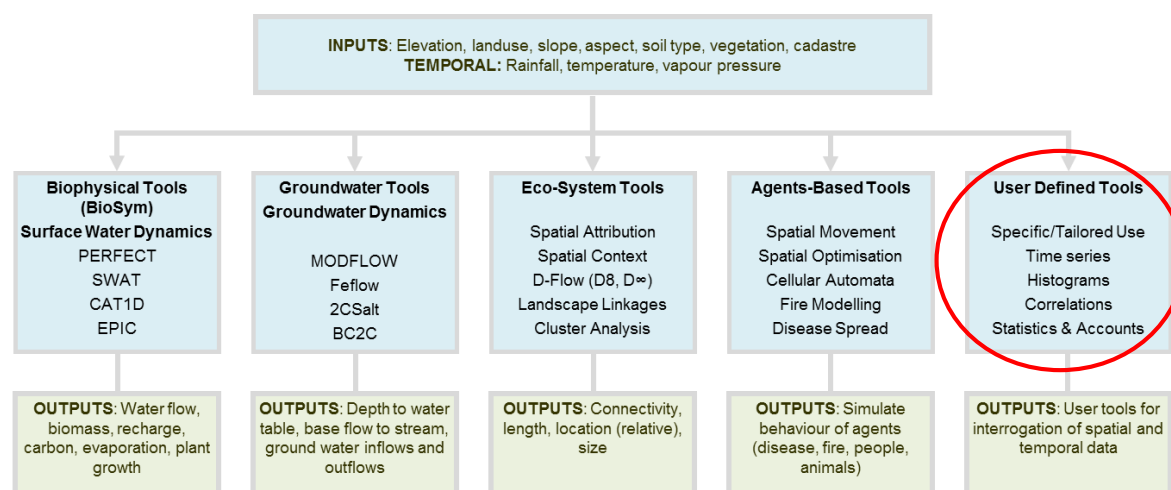 INPUTS: Elevation, landuse, slope, aspect, soil type, vegetation, cadastre
TEMPORAL: Rainfall, temperature, vapour pressure
Biophysical Tools
(BioSym)
Surface Water Dynamics
PERFECT
SWAT
CAT1D
EPIC
Groundwater Tools
Groundwater Dynamics
MODFLOW
Feflow
2CSalt
BC2C
Eco-System Tools
Spatial Attribution
Spatial Context
D-Flow (D8, D∞)
Landscape Linkages
Cluster Analysis
Agents-Based Tools
Spatial Movement
Spatial Optimisation
Cellular Automata
Fire Modelling
Disease Spread
User Defined Tools
Specific/Tailored Use
Time series
Histograms
Correlations
Statistics & Accounts
OUTPUTS: Water flow,
biomass, recharge,
carbon, evaporation, plant
growth
OUTPUTS: Depth to water
table, base flow to stream,
ground water inflows and
outflows
OUTPUTS: Connectivity,
length, location (relative),
size
OUTPUTS: Simulate
behaviour of agents
(disease, fire, people,
animals)
OUTPUTS: User tools for
interrogation of spatial and
temporal data